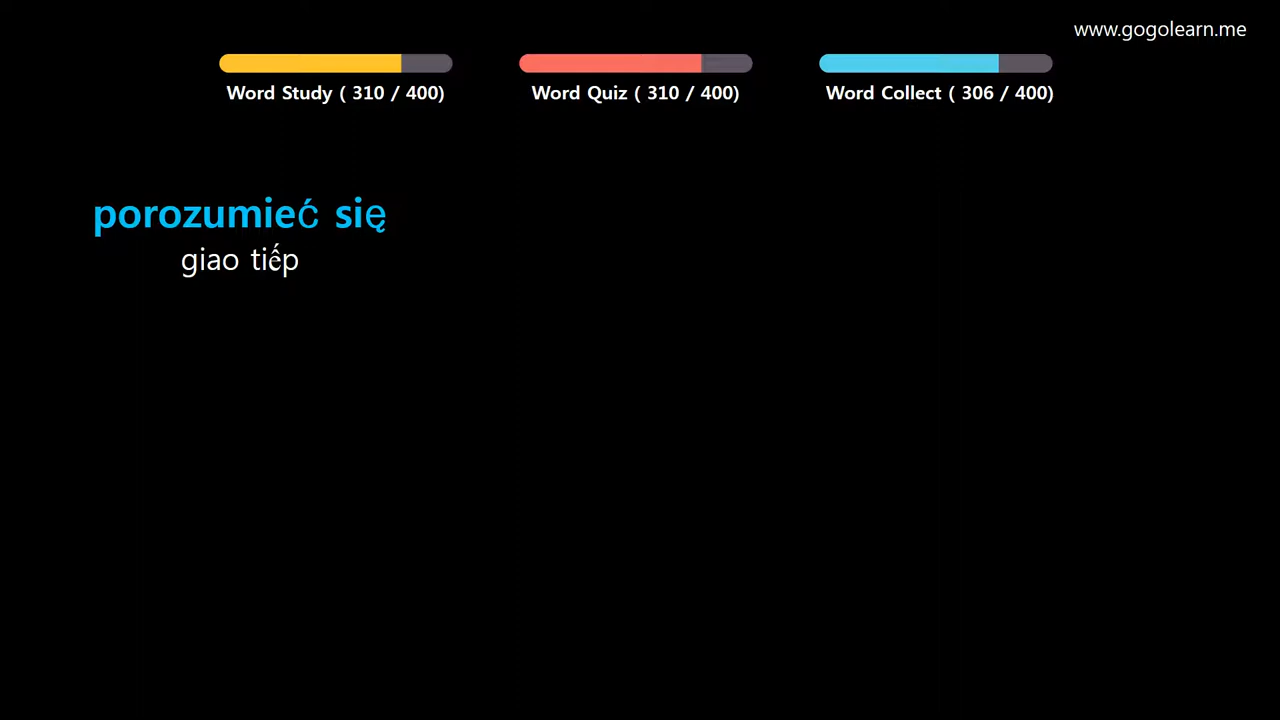 www.gogolearn.me
Word Study ( 310 / 400)
Word Quiz ( 310 / 400)
Word Collect ( 306 / 400)
porozumieć się
giao tiếp